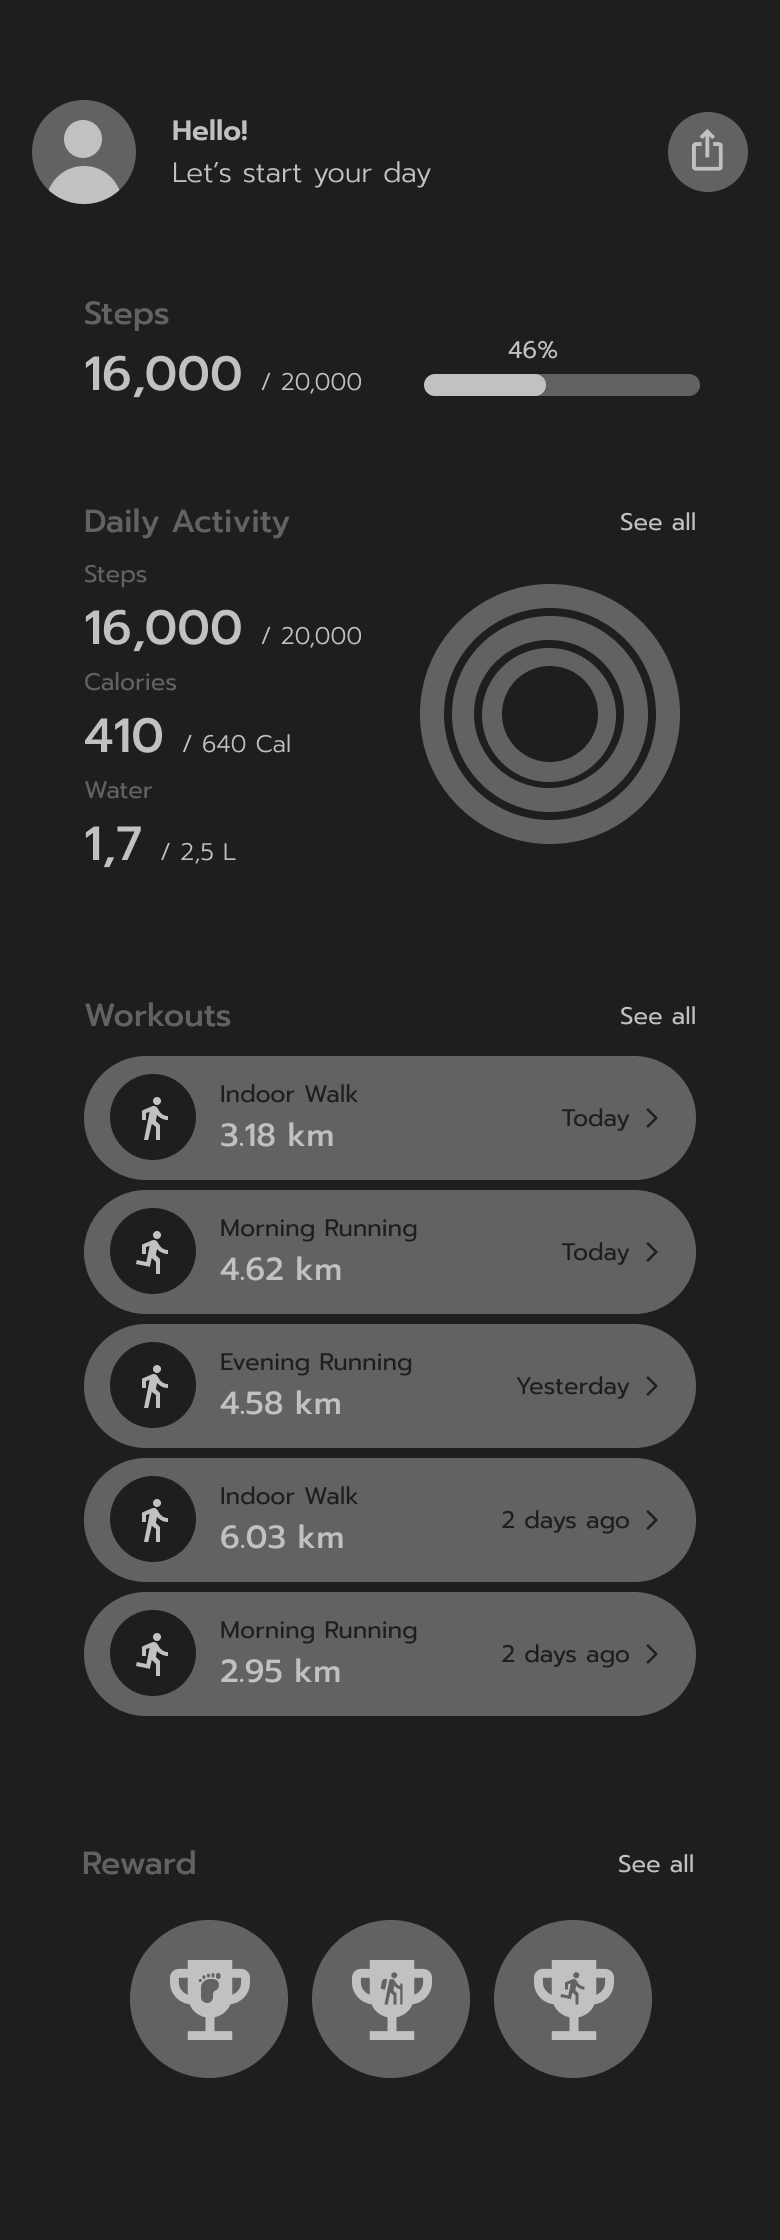 Hello!
Let's start your day
Steps
16,000 / 20,000
46%
Daily Activity
See all
Steps
16,000 / 20,000
Calories
410 / 640 Cal
Water
1,7 / 2,5 L
Workouts
See all
Indoor Walk
3.18 km
Today
Morning Running
4.62 km
Today
Evening Running
4.58 km
Yesterday
Indoor Walk
6.03 km
2 days ago
Morning Running
2.95 km
2 days ago
Reward
See all